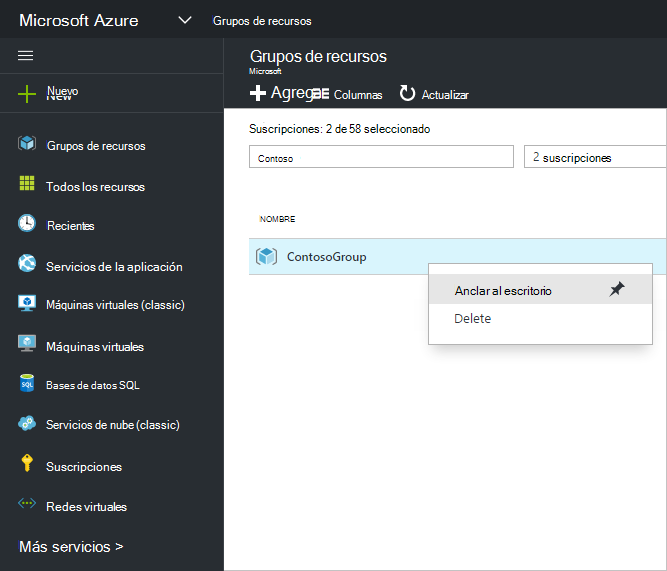 Microsoft Azure
Grupos de recursos
Nuevo
New
Grupos de recursos
Todos los recursos
Recientes
Servicios de la aplicación
Máquinas virtuales (classic)
Máquinas virtuales
Bases de datos SQL
Servicios de nube (classic)
Suscripciones
Redes virtuales
Más servicios >
Grupos de recursos
Microsoft
Agreg Columnas Actualizar
Suscripciones: 2 de 58 seleccionado
Contoso
2 suscripciones
NOMBRE
ContosoGroup
Anclar al escritorio
Delete